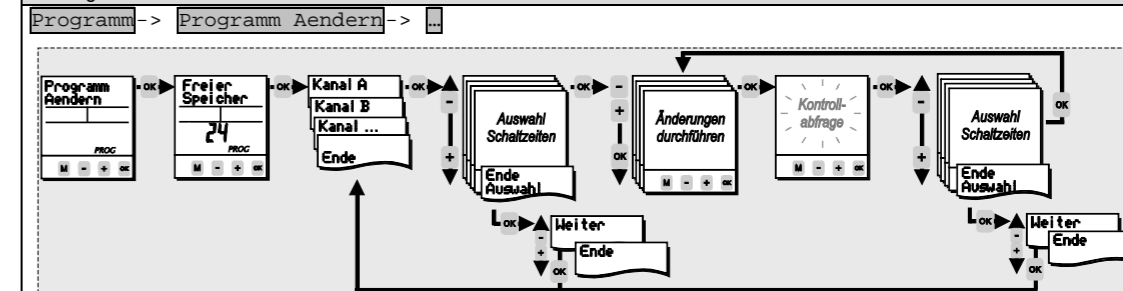 Programm-> Programm Aendern-> …
Programm
Aendern
PROG
M - + OK
OK
Freier
Speicher
24
PROG
M - + OK
OK
Kanal A
Kanal B
Kanal ...
Ende
OK
-
+
Auswahl
Schaltzeiten
Ende
Auswahl
OK
-
+
OK
Änderungen
durchführen
M - + OK
OK
Kontroll-
abfrage
M - + OK
OK
-
+
Auswahl
Schaltzeiten
Ende
Auswahl
OK
OK
-
+
OK
Weiter
Ende
OK
-
+
OK
Weiter
Ende